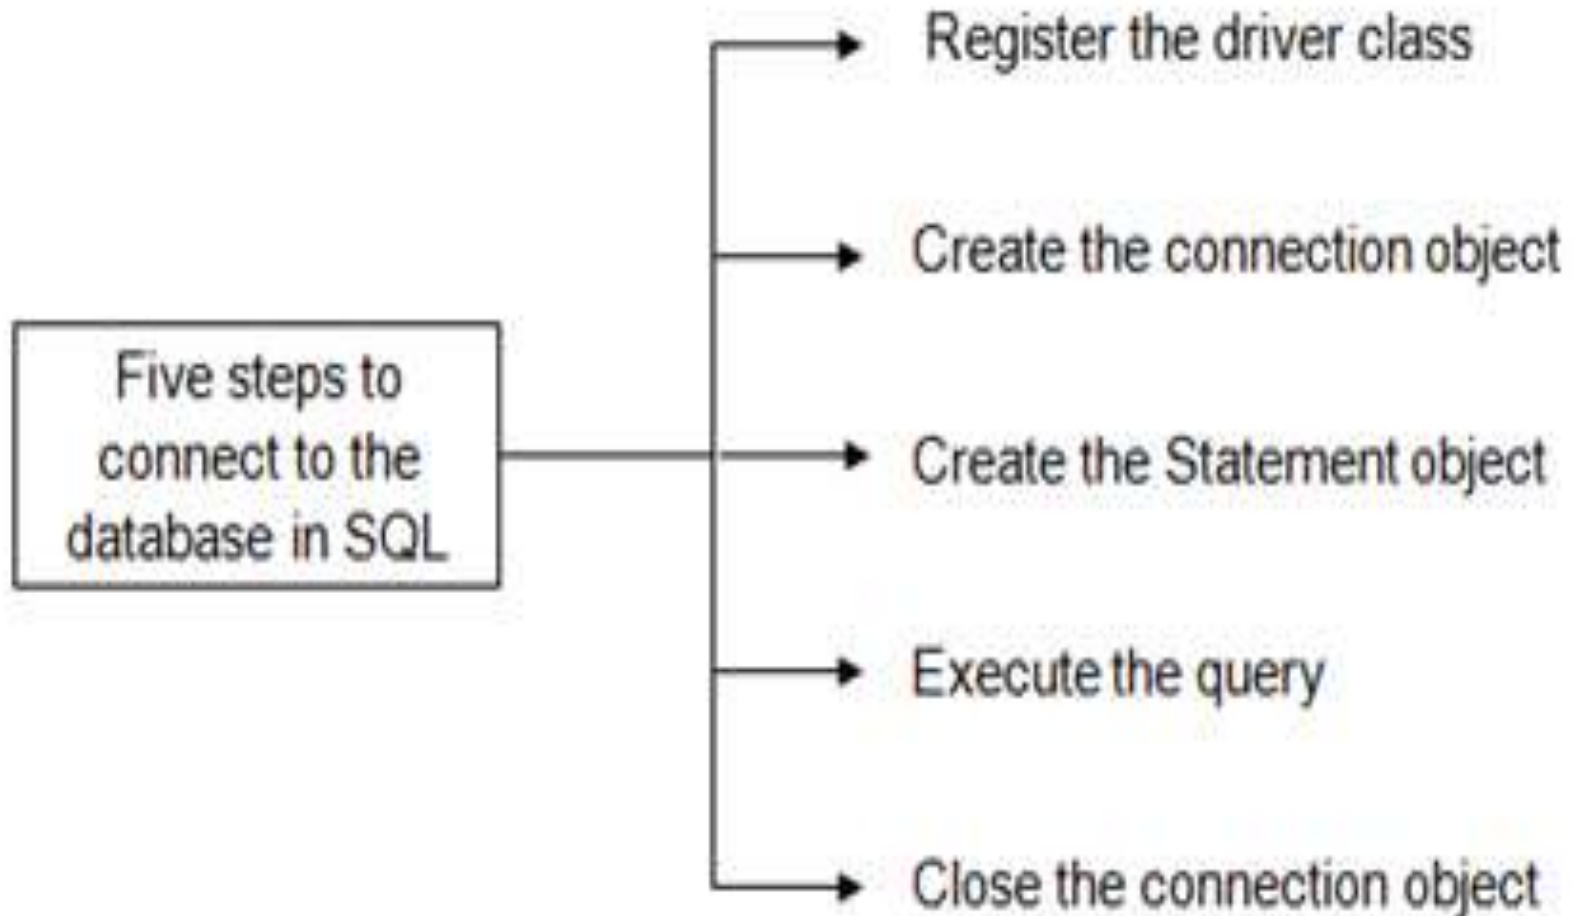 Five steps to
connect to the
database in SQL
Register the driver class
Create the connection object
Create the Statement object
Execute the query
Close the connection object